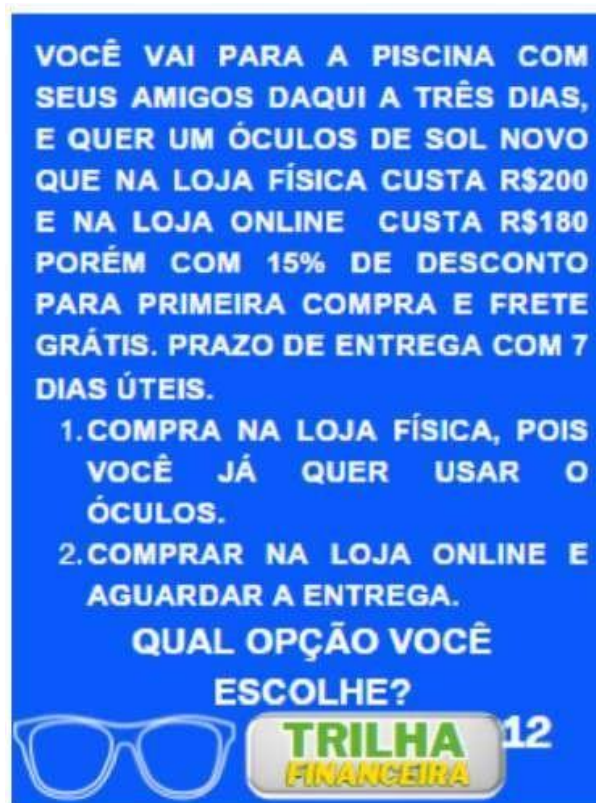 VOCÊ VAI PARA A PISCINA COM
SEUS AMIGOS DAQUI A TRÊS DIAS,
E QUER UM ÓCULOS DE SOL NOVO
QUE NA LOJA FÍSICA CUSTA R$200
E NA LOJA ONLINE CUSTA R$180
PORÉM COM 15% DE DESCONTO
PARA PRIMEIRA COMPRA E FRETE
GRÁTIS. PRAZO DE ENTREGA COM 7
DIAS ÚTEIS.
1. COMPRA NA LOJA FÍSICA, POIS
VOCÊ JÁ QUER USAR O
ÓCULOS.
2. COMPRAR NA LOJA ONLINE E
AGUARDAR A ENTREGA.
QUAL OPÇÃO VOCÊ
ESCOLHE?
TRILHA
FINANCEIRA
12